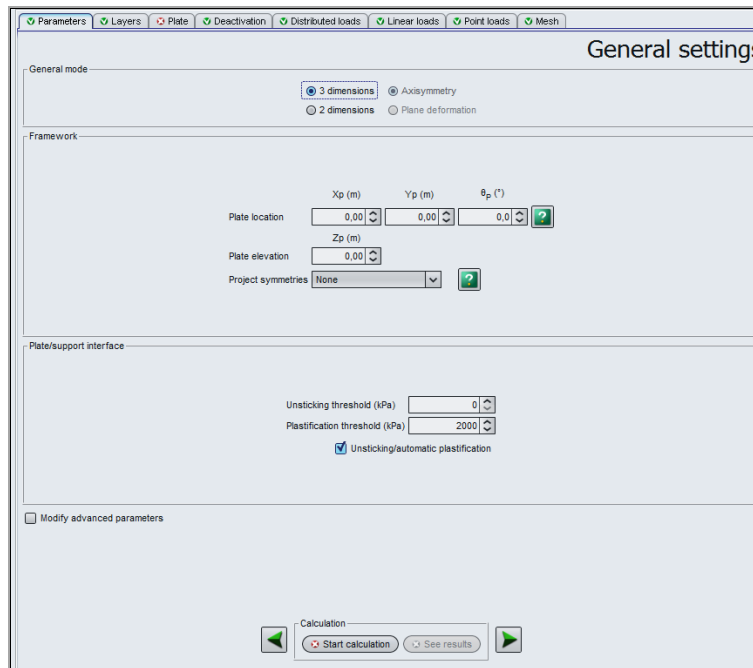 Parameters Layers Plate Deactivation Distributed loads Linear loads Point loads Mesh
General settings
General mode
3 dimensions Axisymmetry
2 dimensions Plane deformation
Framework
Xp (m) Yp (m) θp (°)
Plate location 0,00 0,00 0,0 ?
Zp (m)
Plate elevation 0,00
Project symmetries None ?
Plate/support interface
Unsticking threshold (kPa) 0
Plastification threshold (kPa) 2000
Unsticking/automatic plastification
Modify advanced parameters
Calculation
Start calculation See results